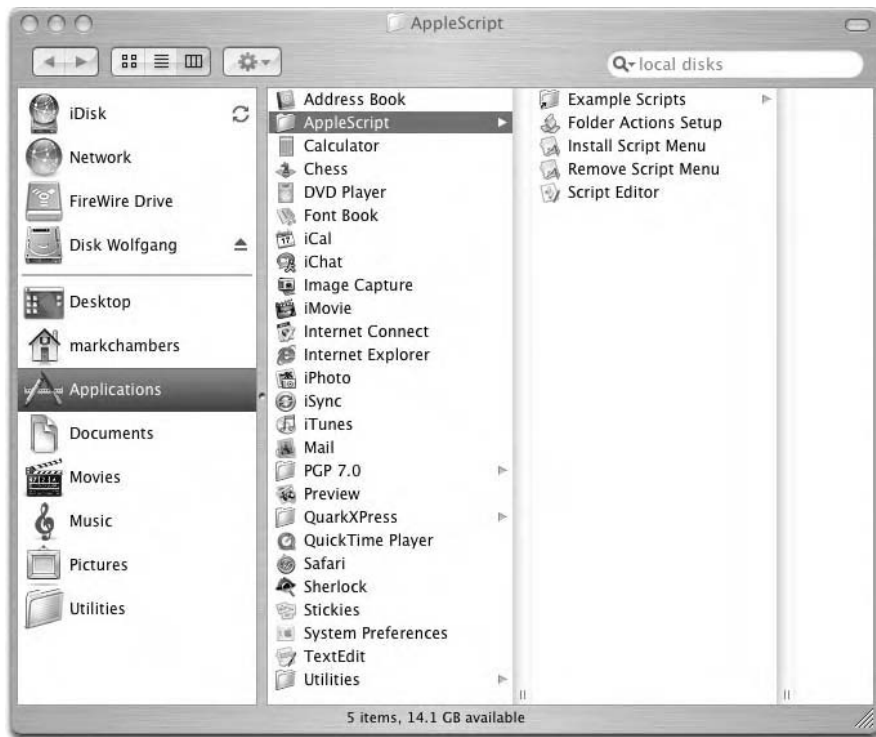 AppleScript
local disks
iDisk
Network
FireWire Drive
Disk Wolfgang
Desktop
markchambers
Applications
Documents
Movies
Music
Pictures
Utilities
Address Book
AppleScript
Calculator
Chess
DVD Player
Font Book
iCal
iChat
Image Capture
iMovie
Internet Connect
Internet Explorer
iPhoto
iSync
iTunes
Mail
PGP 7.0
Preview
QuarkXPress
QuickTime Player
Safari
Sherlock
Stickies
System Preferences
TextEdit
Utilities
Example Scripts
Folder Actions Setup
Install Script Menu
Remove Script Menu
Script Editor
5 items, 14.1 GB available